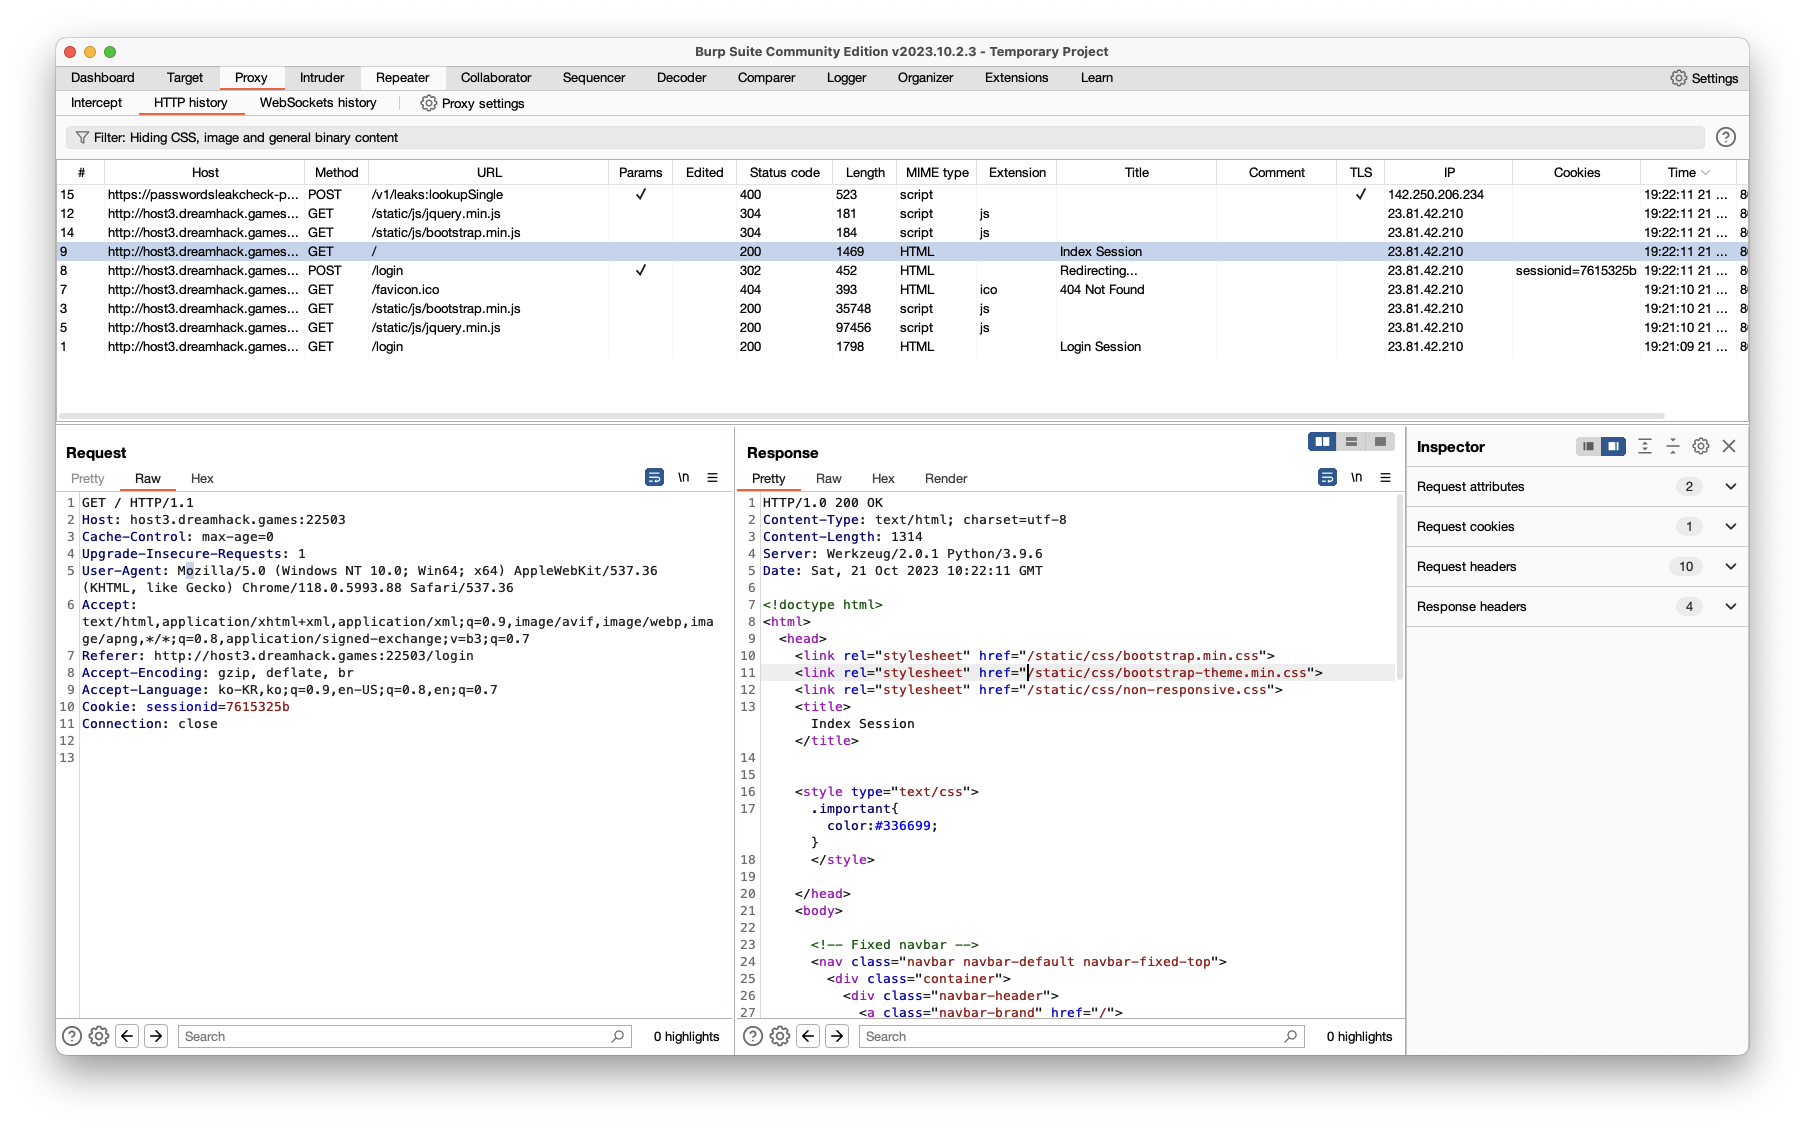 Burp Suite Community Edition v2023.10.2.3 - Temporary Project
Dashboard Target Proxy Intruder Repeater Collaborator Sequencer Decoder Comparer Logger Organizer Extensions Learn Settings
Intercept HTTP history WebSockets history Proxy settings
Filter: Hiding CSS, image and general binary content
# Host Method URL Params Edited Status code Length MIME type Extension Title Comment TLS IP Cookies Time
15 https://passwordsleakcheck-p... POST /v1/leaks:lookupSingle ✓ 400 523 script ✓ 142.250.206.234 19:22:11 21 ... 8
12 http://host3.dreamhack.games... GET /static/js/jquery.min.js 304 181 script js 23.81.42.210 19:22:11 21 ... 8
14 http://host3.dreamhack.games... GET /static/js/bootstrap.min.js 304 184 script js 23.81.42.210 19:22:11 21 ... 8
9 http://host3.dreamhack.games... GET / 200 1469 HTML Index Session 23.81.42.210 19:22:11 21 ... 8
8 http://host3.dreamhack.games... POST /login ✓ 302 452 HTML Redirecting... 23.81.42.210 sessionid=7615325b 19:22:11 21 ... 8
7 http://host3.dreamhack.games... GET /favicon.ico 404 393 HTML ico 404 Not Found 23.81.42.210 19:21:10 21 ... 8
3 http://host3.dreamhack.games... GET /static/js/bootstrap.min.js 200 35748 script js 23.81.42.210 19:21:10 21 ... 8
5 http://host3.dreamhack.games... GET /static/js/jquery.min.js 200 97456 script js 23.81.42.210 19:21:10 21 ... 8
1 http://host3.dreamhack.games... GET /login 200 1798 HTML Login Session 23.81.42.210 19:21:09 21 ... 8
Request
Pretty Raw Hex \n
1 GET / HTTP/1.1
2 Host: host3.dreamhack.games:22503
3 Cache-Control: max-age=0
4 Upgrade-Insecure-Requests: 1
5 User-Agent: Mozilla/5.0 (Windows NT 10.0; Win64; x64) AppleWebKit/537.36
(KHTML, like Gecko) Chrome/118.0.5993.88 Safari/537.36
6 Accept:
text/html,application/xhtml+xml,application/xml;q=0.9,image/avif,image/webp,ima
ge/apng,*/*;q=0.8,application/signed-exchange;v=b3;q=0.7
7 Referer: http://host3.dreamhack.games:22503/login
8 Accept-Encoding: gzip, deflate, br
9 Accept-Language: ko-KR,ko;q=0.9,en-US;q=0.8,en;q=0.7
10 Cookie: sessionid=7615325b
11 Connection: close
12
13
Search 0 highlights
Response
Pretty Raw Hex Render \n
1 HTTP/1.0 200 OK
2 Content-Type: text/html; charset=utf-8
3 Content-Length: 1314
4 Server: Werkzeug/2.0.1 Python/3.9.6
5 Date: Sat, 21 Oct 2023 10:22:11 GMT
6
7 <!doctype html>
8 <html>
9 <head>
10 <link rel="stylesheet" href="/static/css/bootstrap.min.css">
11 <link rel="stylesheet" href="/static/css/bootstrap-theme.min.css">
12 <link rel="stylesheet" href="/static/css/non-responsive.css">
13 <title>
Index Session
</title>
14
15
16 <style type="text/css">
17 .important{
color:#336699;
}
18 </style>
19
20 </head>
21 <body>
22
23 <!-- Fixed navbar -->
24 <nav class="navbar navbar-default navbar-fixed-top">
25 <div class="container">
26 <div class="navbar-header">
27 <a class="navbar-brand" href="/">
Search 0 highlights
Inspector
Request attributes 2
Request cookies 1
Request headers 10
Response headers 4